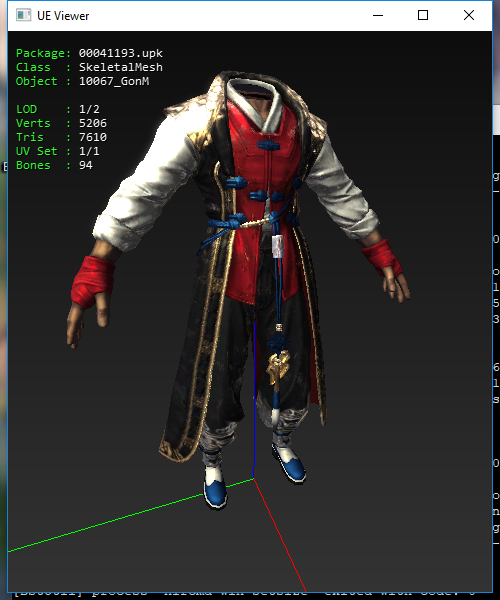 UE Viewer
Package: 00041193.upk
Class : SkeletalMesh
Object : 10067_GonM
LOD : 1/2
Verts : 5206
Tris : 7610
UV Set : 1/1
Bones : 94